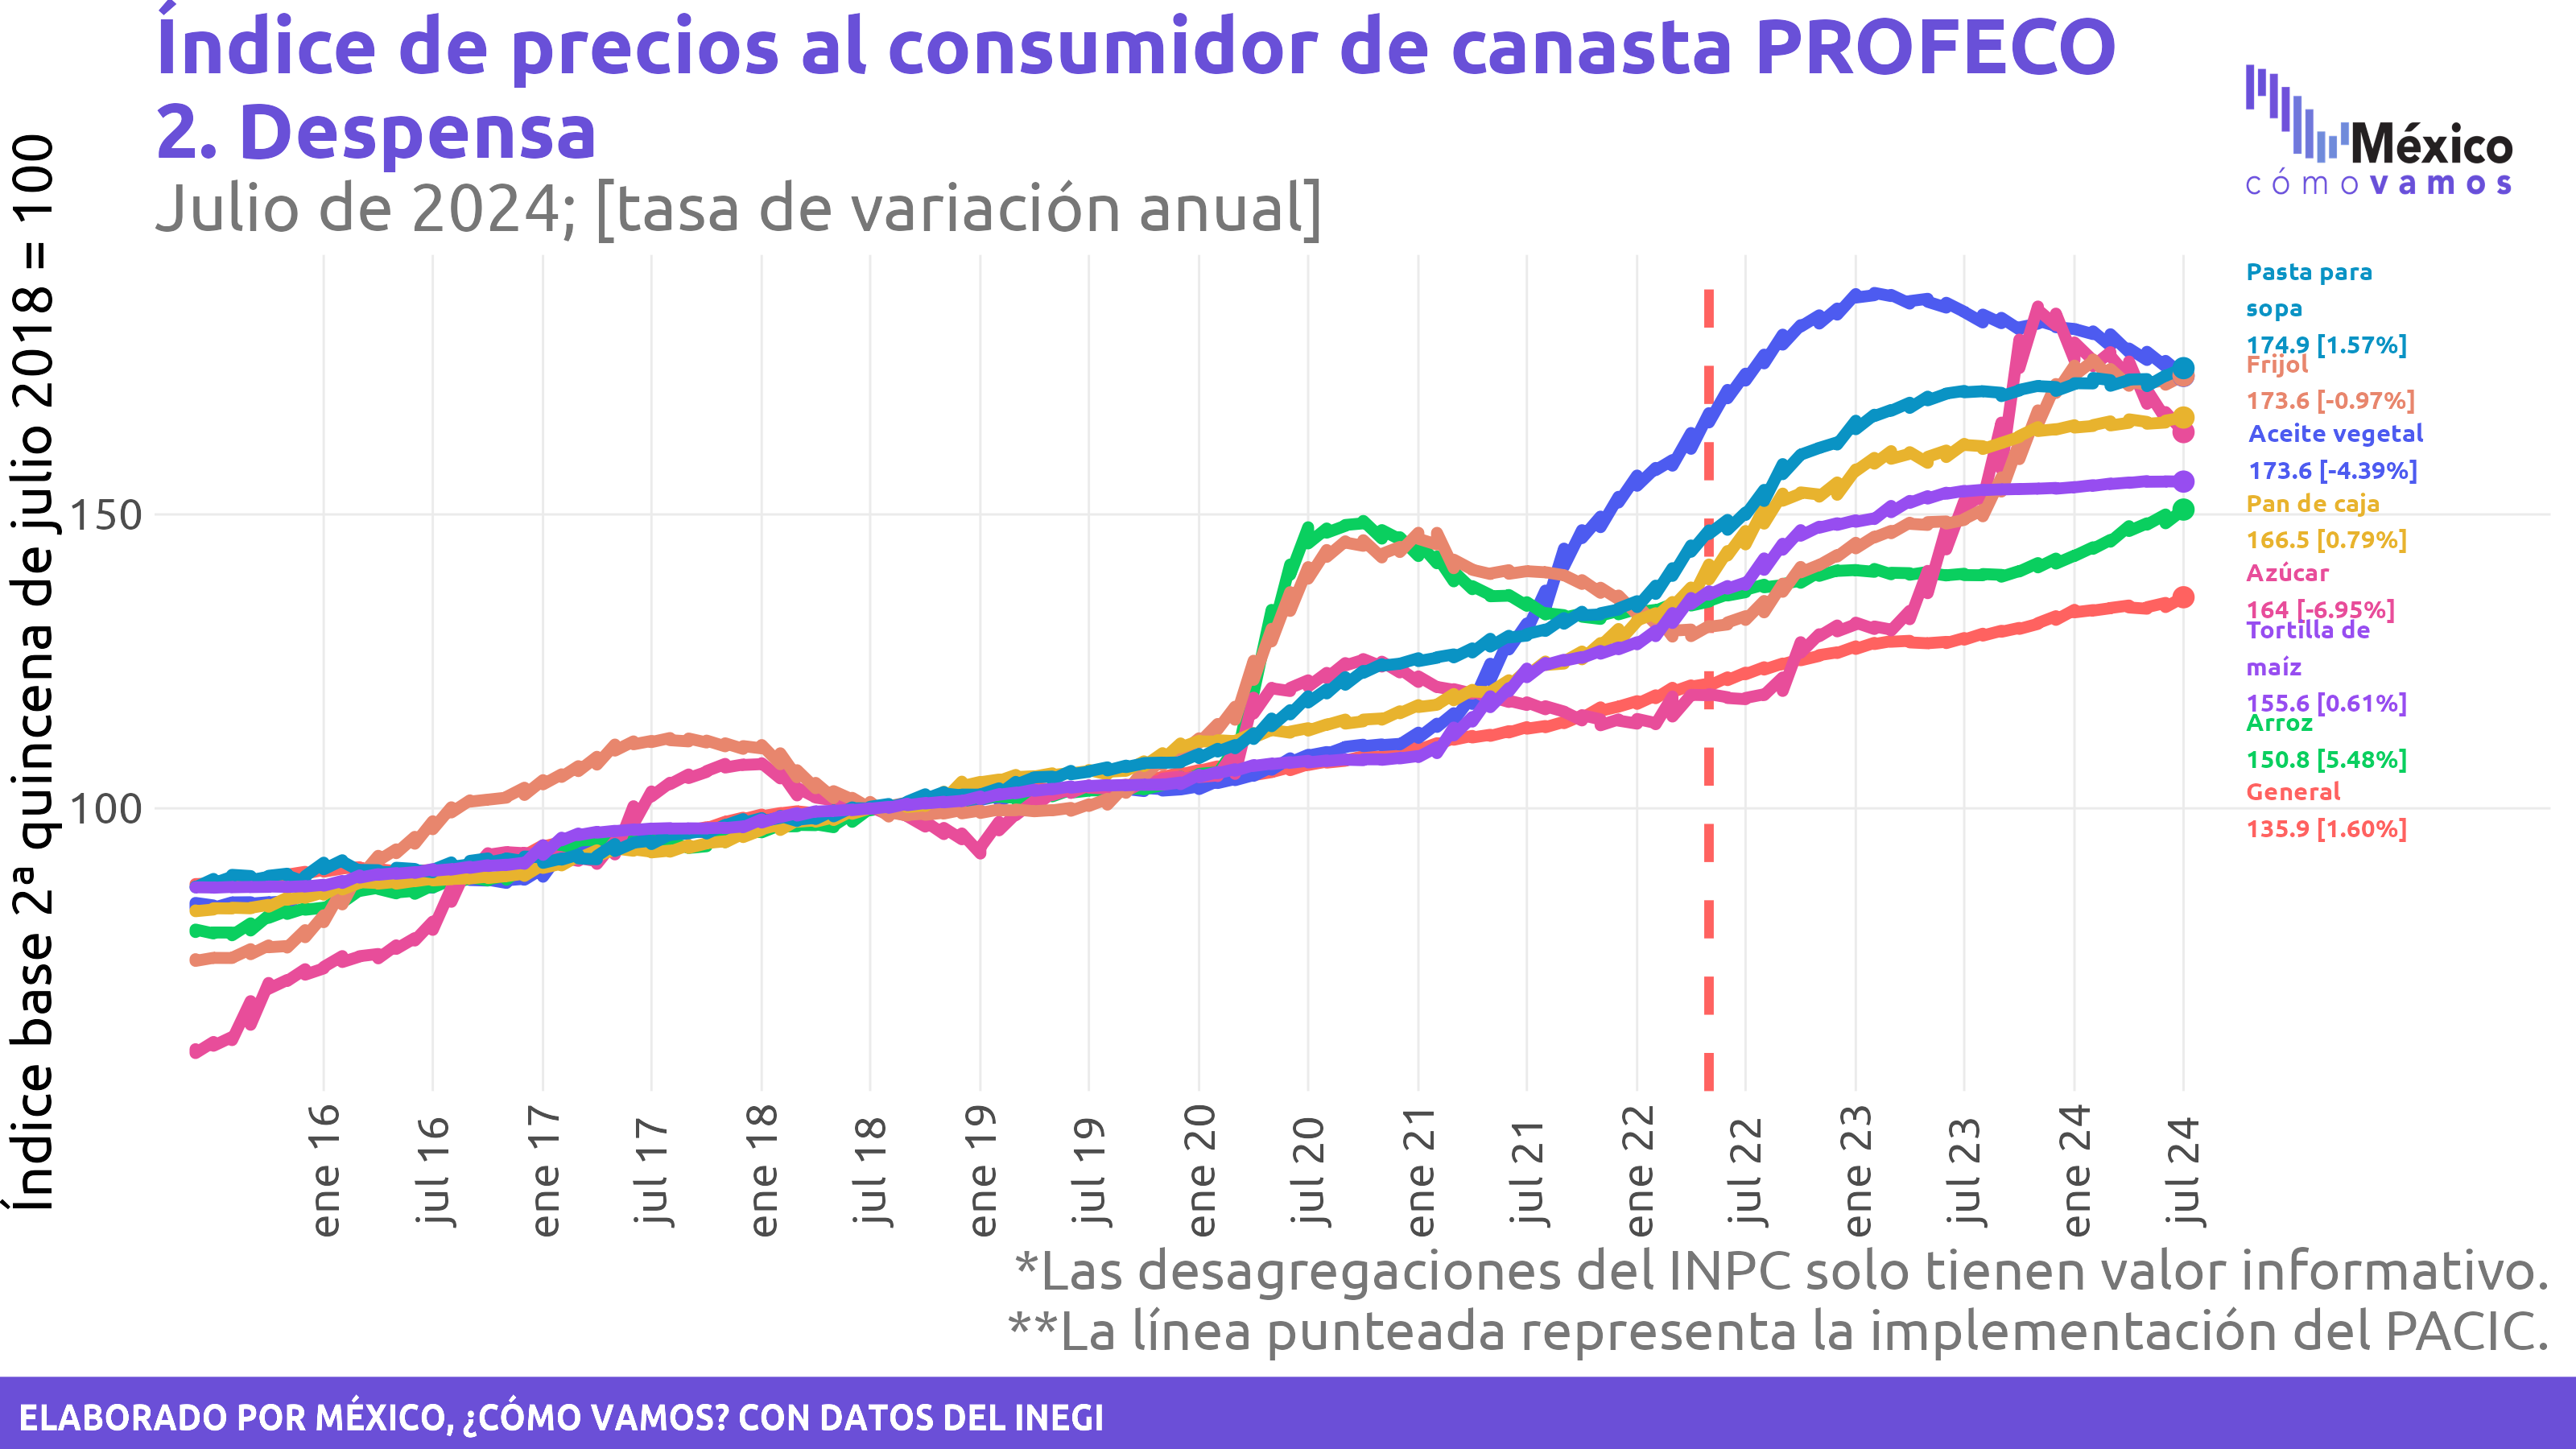 Índice de precios al consumidor de canasta PROFECO
2. Despensa
Julio de 2024; [tasa de variación anual]
México
cómo vamos
Índice base 2ª quincena de julio 2018 = 100
150
100
Pasta para
sopa
174.9 [1.57%]
Frijol
173.6 [-0.97%]
Aceite vegetal
173.6 [-4.39%]
Pan de caja
166.5 [0.79%]
Azúcar
164 [-6.95%]
Tortilla de
maíz
155.6 [0.61%]
Arroz
150.8 [5.48%]
General
135.9 [1.60%]
ene 16
jul 16
ene 17
jul 17
ene 18
jul 18
ene 19
jul 19
ene 20
jul 20
ene 21
jul 21
ene 22
jul 22
ene 23
jul 23
ene 24
jul 24
*Las desagregaciones del INPC solo tienen valor informativo.
**La línea punteada representa la implementación del PACIC.
ELABORADO POR MÉXICO, ¿CÓMO VAMOS? CON DATOS DEL INEGI